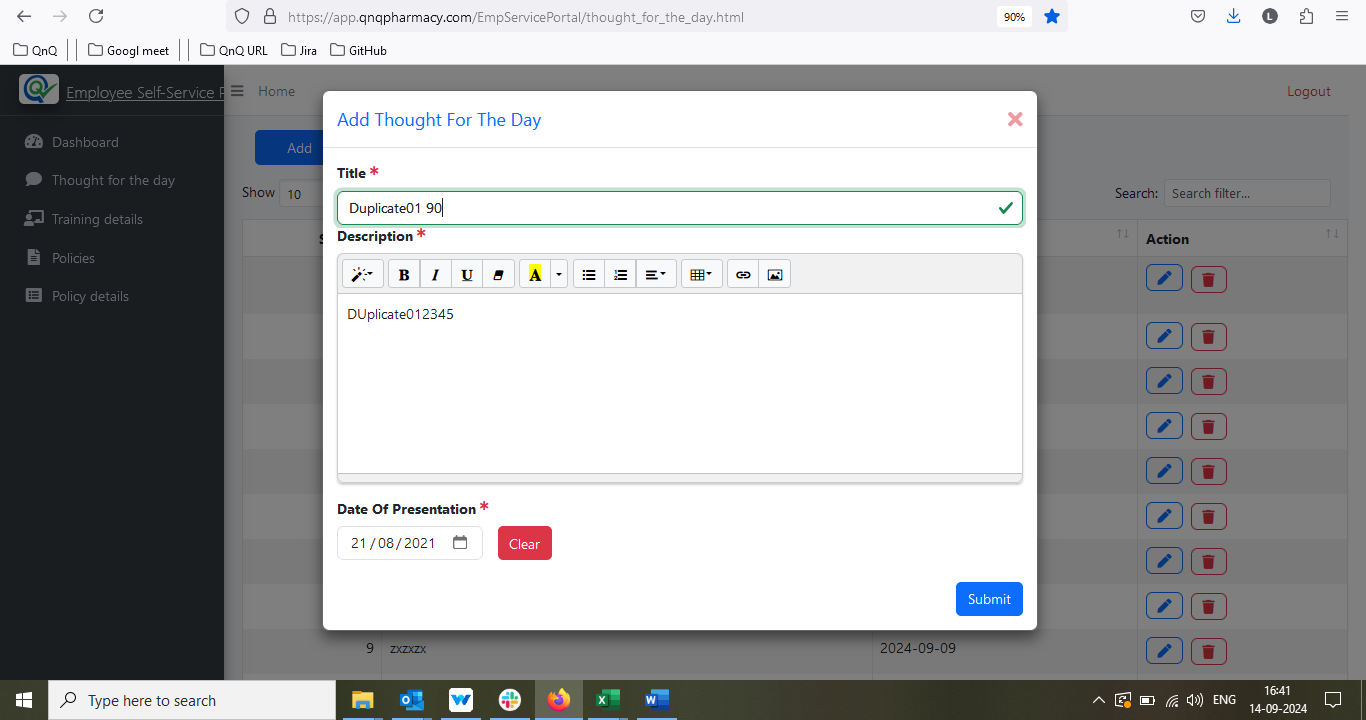 https://app.qnqpharmacy.com/EmpServicePortal/thought_for_the_day.html
90%
L
QnQ
Googl meet
QnQ URL
Jira
GitHub
Employee Self-Service
Home
Logout
Dashboard
Thought for the day
Training details
Policies
Policy details
Add
Show 10
Search: Search filter...
Action
Add Thought For The Day
Title *
Duplicate01 90
Description *
B I U A
DUplicate012345
Date Of Presentation *
21/08/2021
Clear
Submit
9 zxzxzx 2024-09-09
Type here to search
ENG
16:41
14-09-2024